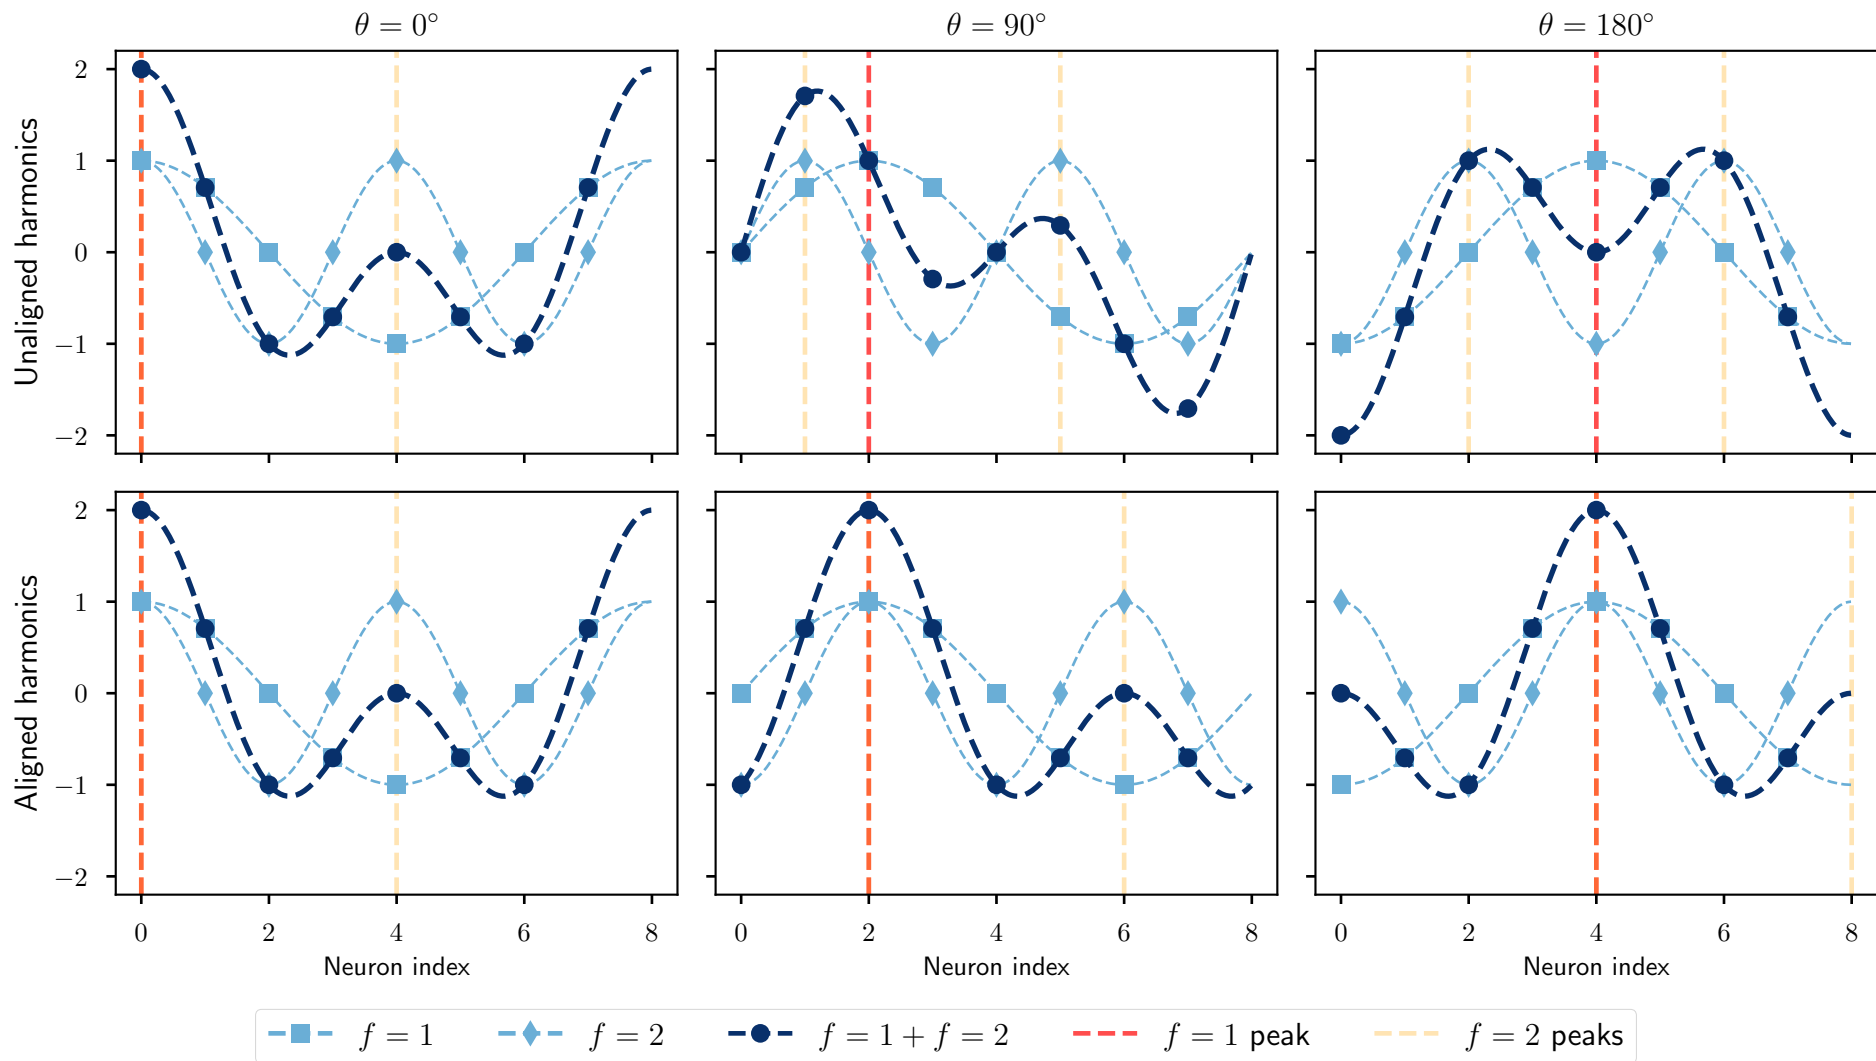 θ = 0° θ = 90° θ = 180°
Unaligned harmonics
2
1
0
−1
−2
Aligned harmonics
2
1
0
−1
−2
0 2 4 6 8 0 2 4 6 8 0 2 4 6 8
Neuron index Neuron index Neuron index
f = 1 f = 2 f = 1 + f = 2 f = 1 peak f = 2 peaks